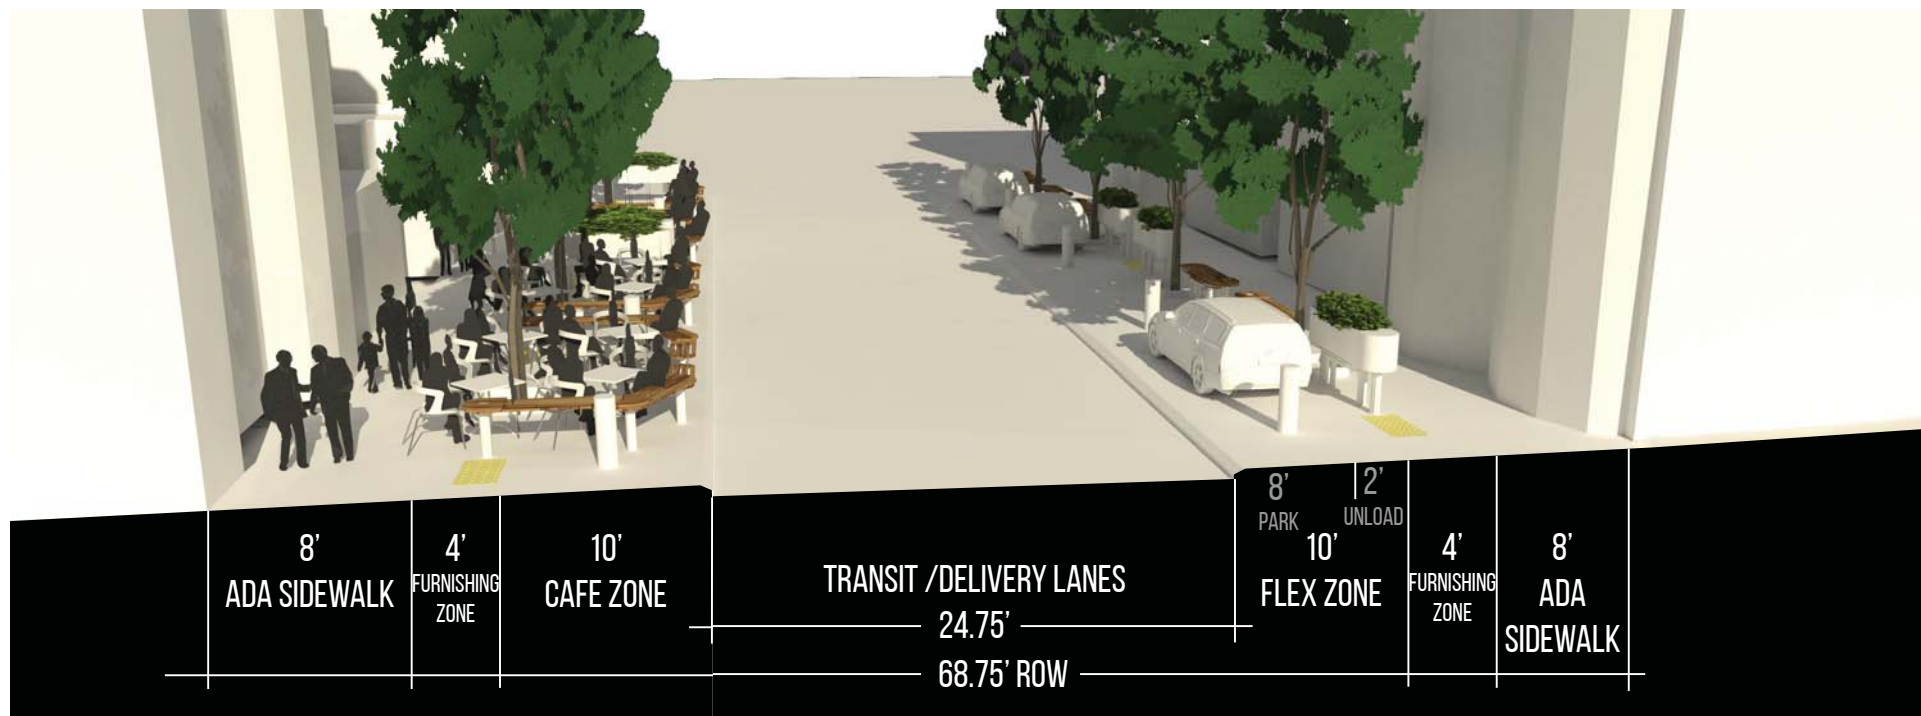 8'
PARK
2'
UNLOAD
8'
ADA SIDEWALK
4'
FURNISHING
ZONE
10'
CAFE ZONE
TRANSIT /DELIVERY LANES
24.75'
10'
FLEX ZONE
4'
FURNISHING
ZONE
8'
ADA
SIDEWALK
68.75' ROW